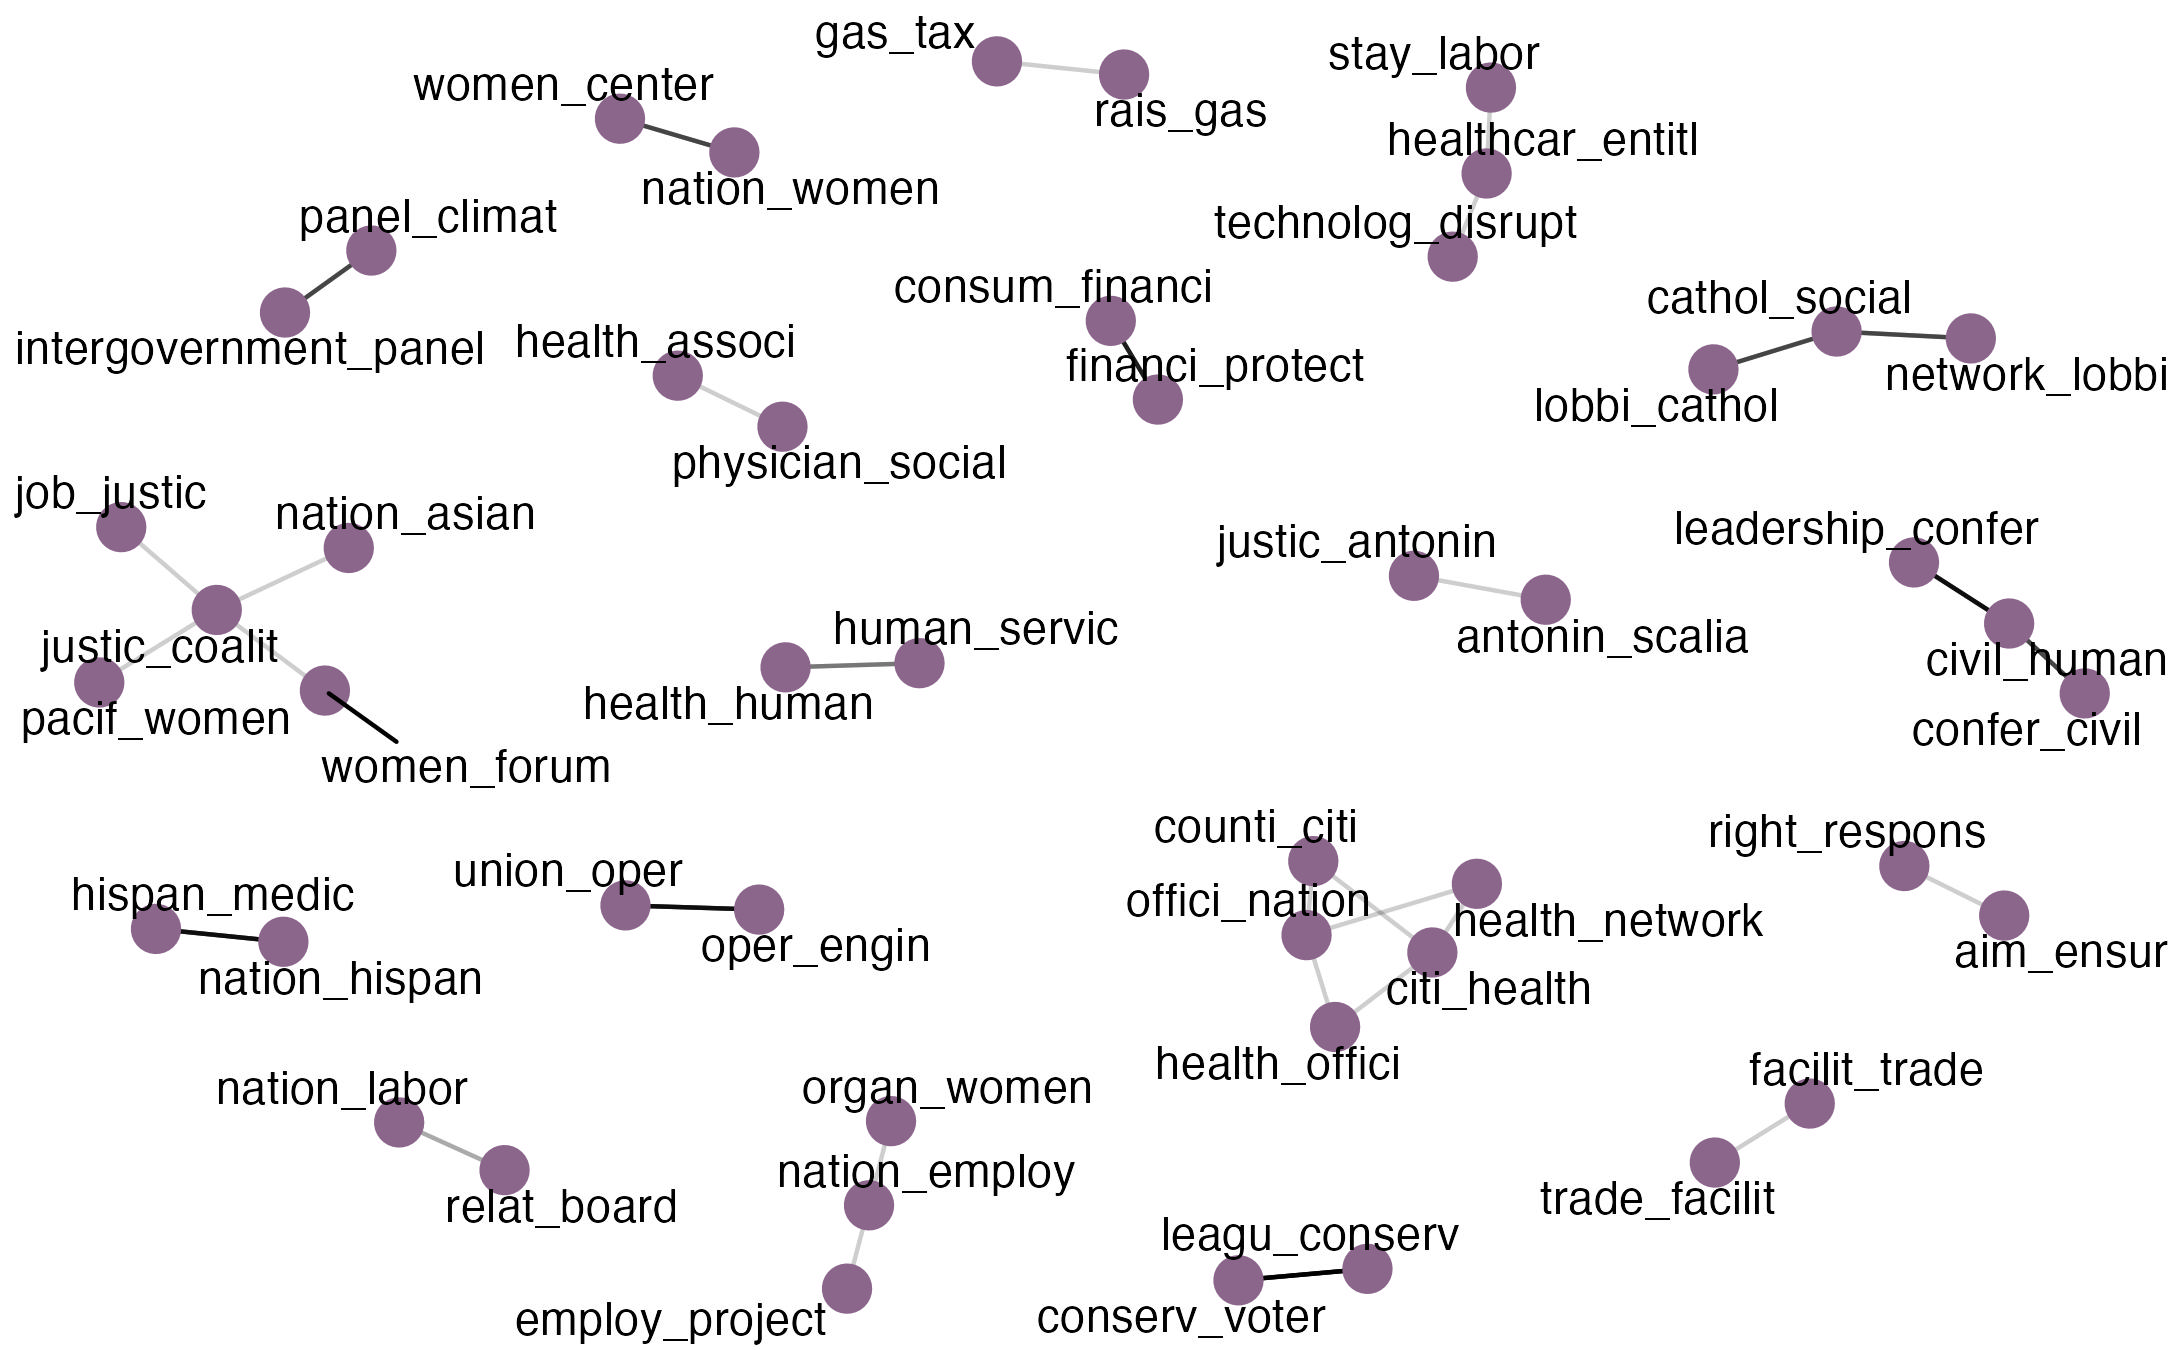 gas_tax
stay_labor
women_center
rais_gas
healthcar_entitl
nation_women
panel_climat
technolog_disrupt
consum_financi
cathol_social
intergovernment_panel
health_associ
financi_protect
network_lobbi
lobbi_cathol
physician_social
job_justic
nation_asian
justic_antonin
leadership_confer
human_servic
antonin_scalia
justic_coalit
civil_human
health_human
pacif_women
confer_civil
women_forum
counti_citi
right_respons
union_oper
hispan_medic
offici_nation
health_network
oper_engin
aim_ensur
nation_hispan
citi_health
health_offici
facilit_trade
nation_labor
organ_women
nation_employ
trade_facilit
relat_board
leagu_conserv
employ_project
conserv_voter